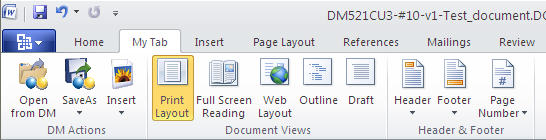 DM521CU3-#10-v1-Test_document.DO
Home My Tab Insert Page Layout References Mailings Review
Open from DM
SaveAs
Insert
Print Layout
Full Screen Reading
Web Layout
Outline
Draft
Header
Footer
Page Number
DM Actions Document Views Header & Footer